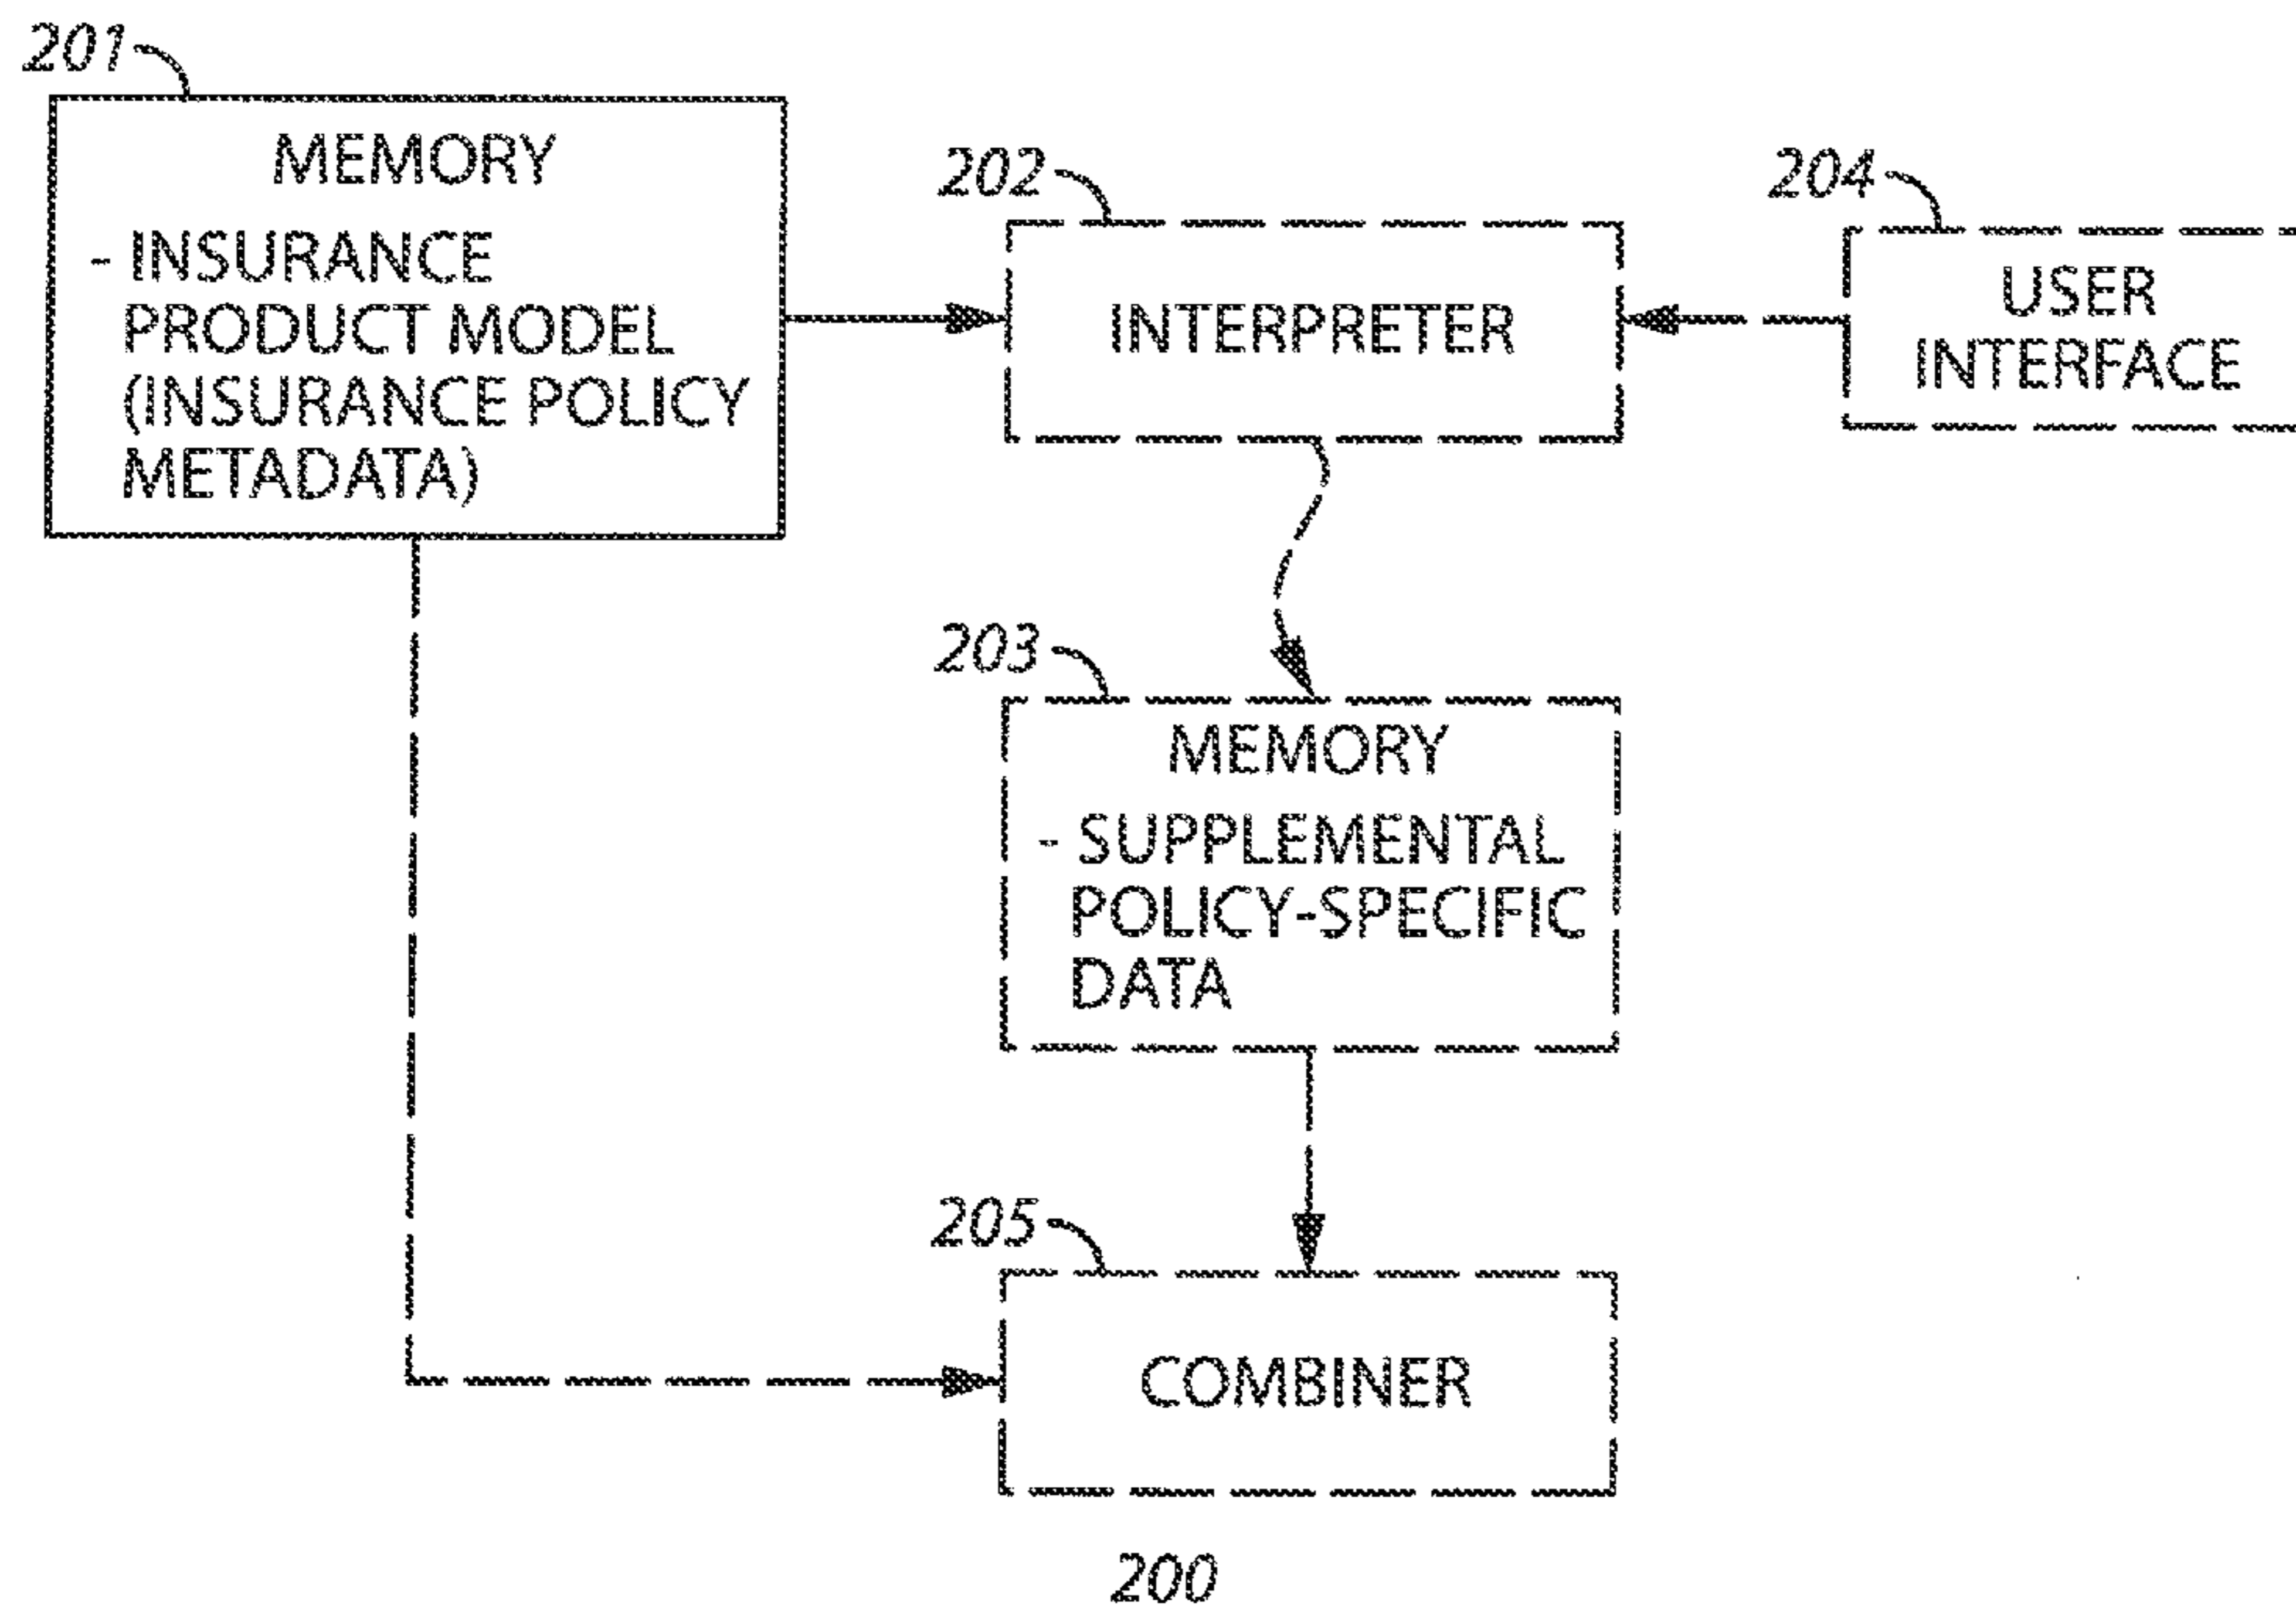 201
MEMORY
- INSURANCE
PRODUCT MODEL
(INSURANCE POLICY
METADATA)
202
INTERPRETER
204
USER
INTERFACE
203
MEMORY
- SUPPLEMENTAL
POLICY-SPECIFIC
DATA
205
COMBINER
200